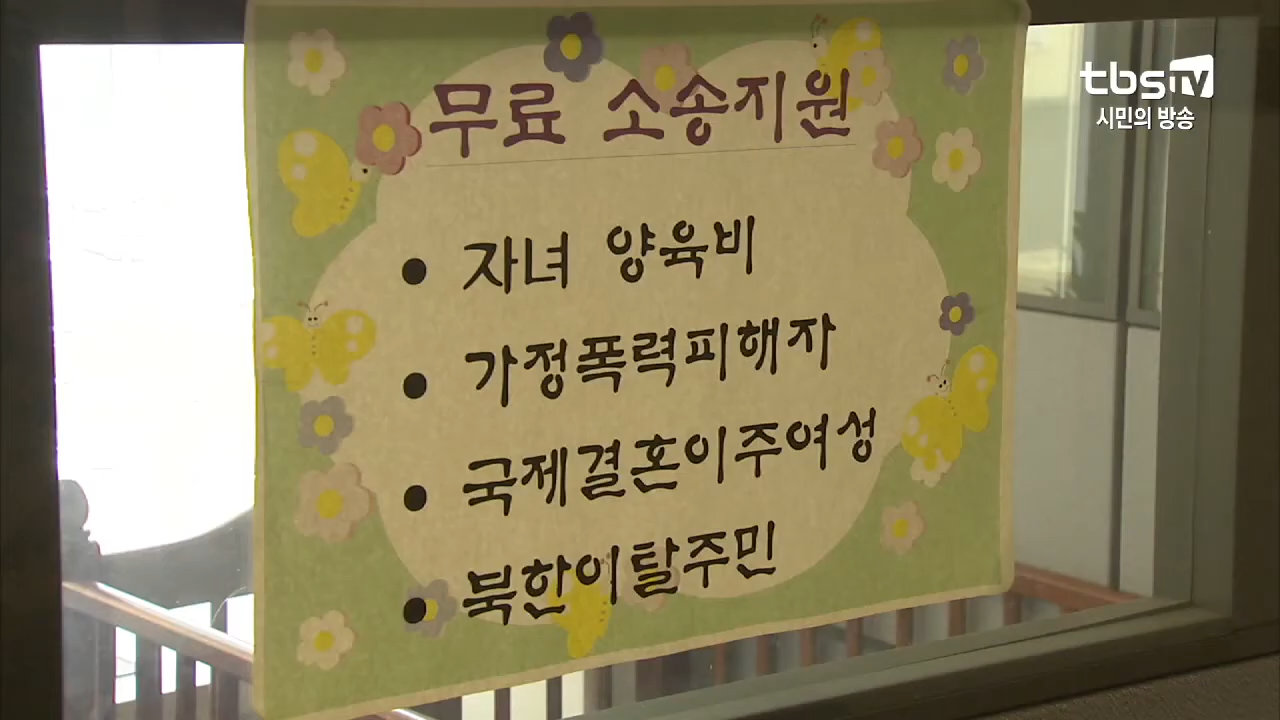 무료 소송지원
tbsTV
시민의 방송
• 자녀 양육비
• 가정폭력피해자
• 국제결혼이주여성
• 북한이탈주민